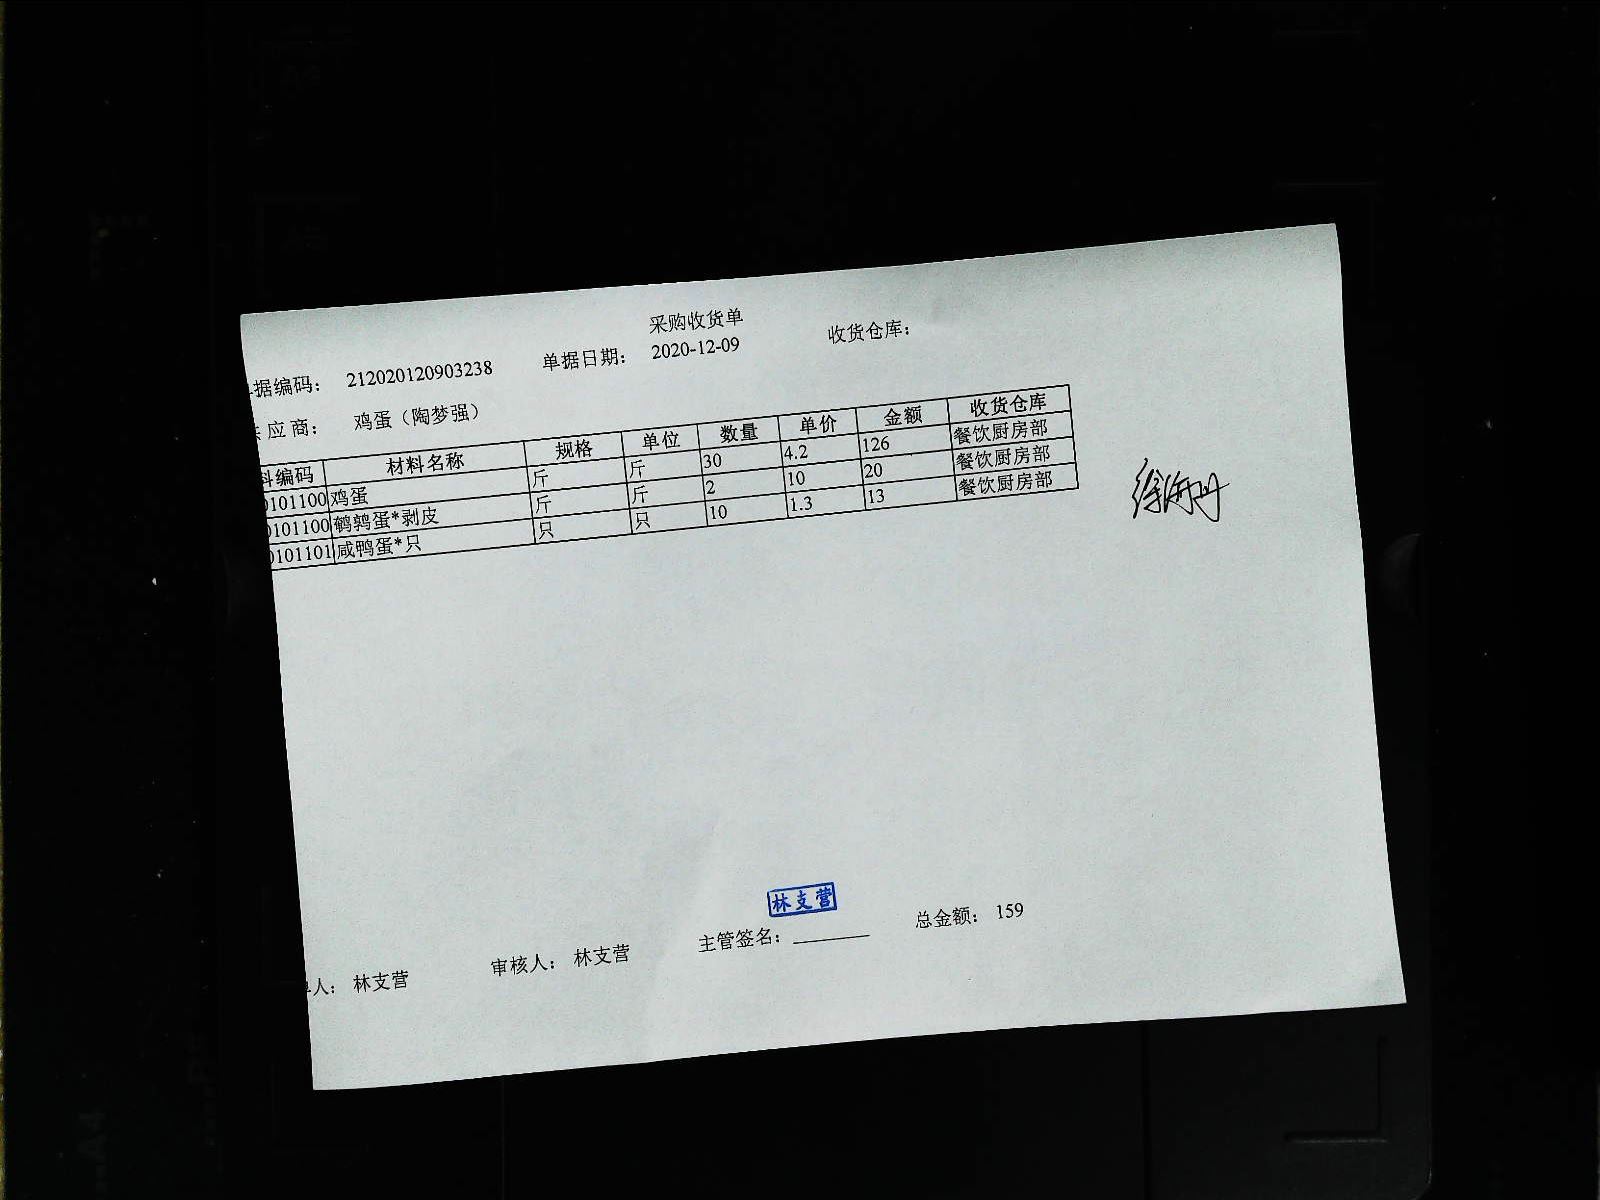 采购收货单
据编码： 212020120903238 单据日期： 2020-12-09 收货仓库：
应商： 鸡蛋（陶梦强）
编码 材料名称 规格 单位 数量 单价 金额 收货仓库
0101100 鸡蛋 斤 斤 30 4.2 126 餐饮厨房部
0101100 鹌鹑蛋*剥皮 斤 斤 2 10 20 餐饮厨房部
0101101 咸鸭蛋*只 只 只 10 1.3 13 餐饮厨房部
林支营
人： 林支营 审核人： 林支营 主管签名： 总金额： 159